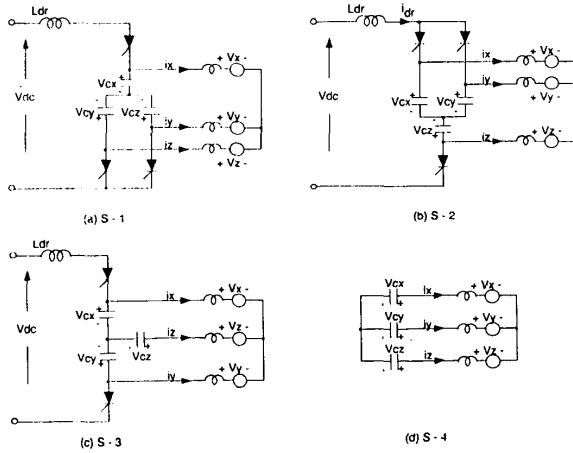 Ldr
Vdc
Vcx
+
-
ix
+ Vx -
-
Vcy
+
-
Vcz
+
iy
+ Vy -
iz
+ Vz -
(a) S - 1
Ldr
idr
Vdc
ix
+ Vx -
iy
+ Vy -
+
Vcx
-
+
Vcy
-
-
Vcz
+
iz
+ Vz -
(b) S - 2
Ldr
Vdc
+
Vcx
-
ix
+ Vx -
iz
+ Vz -
-
Vcz
+
-
Vcy
+
iy
+ Vy -
(c) S - 3
Vcx
- +
ix
+ Vx -
Vcy
- +
iy
+ Vy -
Vcz
- +
iz
+ Vz -
(d) S - 4